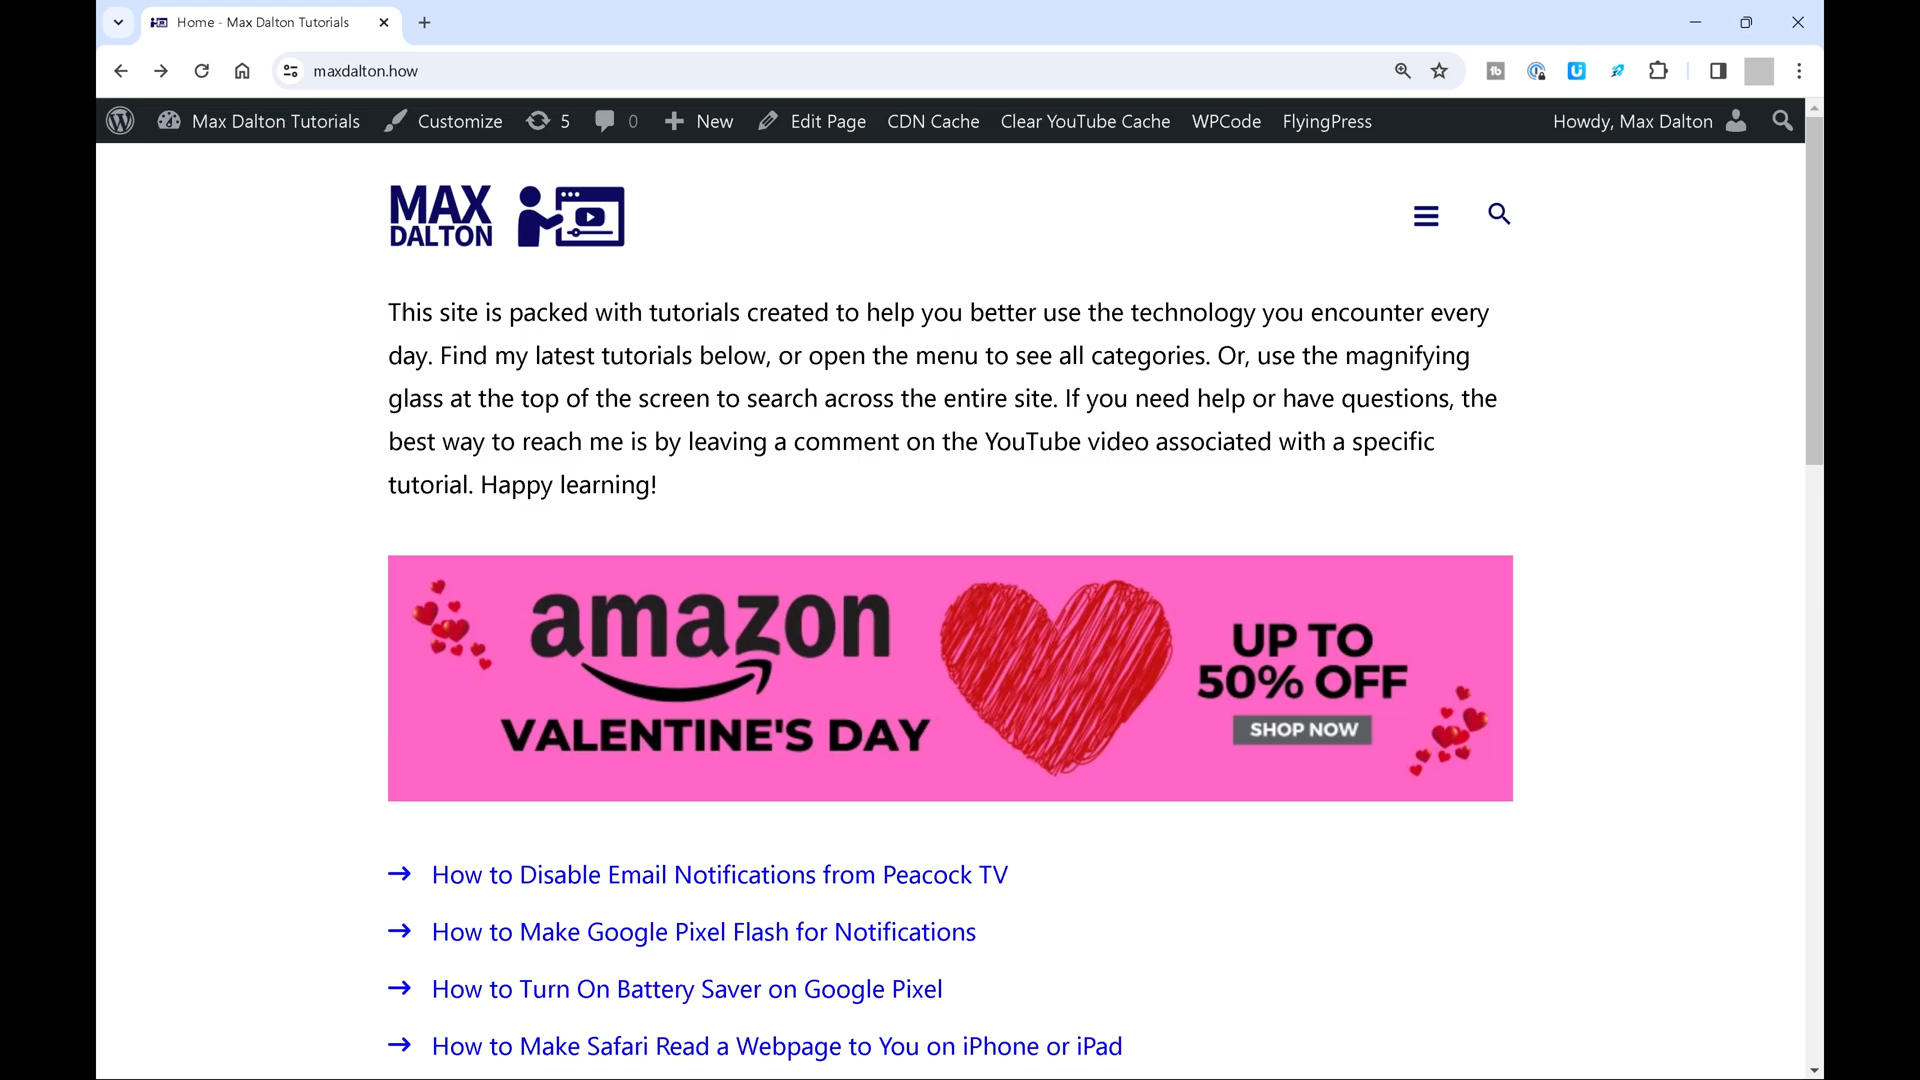 Home - Max Dalton Tutorials
maxdalton.how
Max Dalton Tutorials Customize 5 0 New Edit Page CDN Cache Clear YouTube Cache WPCode FlyingPress Howdy, Max Dalton
MAX
DALTON
This site is packed with tutorials created to help you better use the technology you encounter every
day. Find my latest tutorials below, or open the menu to see all categories. Or, use the magnifying
glass at the top of the screen to search across the entire site. If you need help or have questions, the
best way to reach me is by leaving a comment on the YouTube video associated with a specific
tutorial. Happy learning!
amazon
VALENTINE'S DAY
UP TO
50% OFF
SHOP NOW
How to Disable Email Notifications from Peacock TV
How to Make Google Pixel Flash for Notifications
How to Turn On Battery Saver on Google Pixel
How to Make Safari Read a Webpage to You on iPhone or iPad